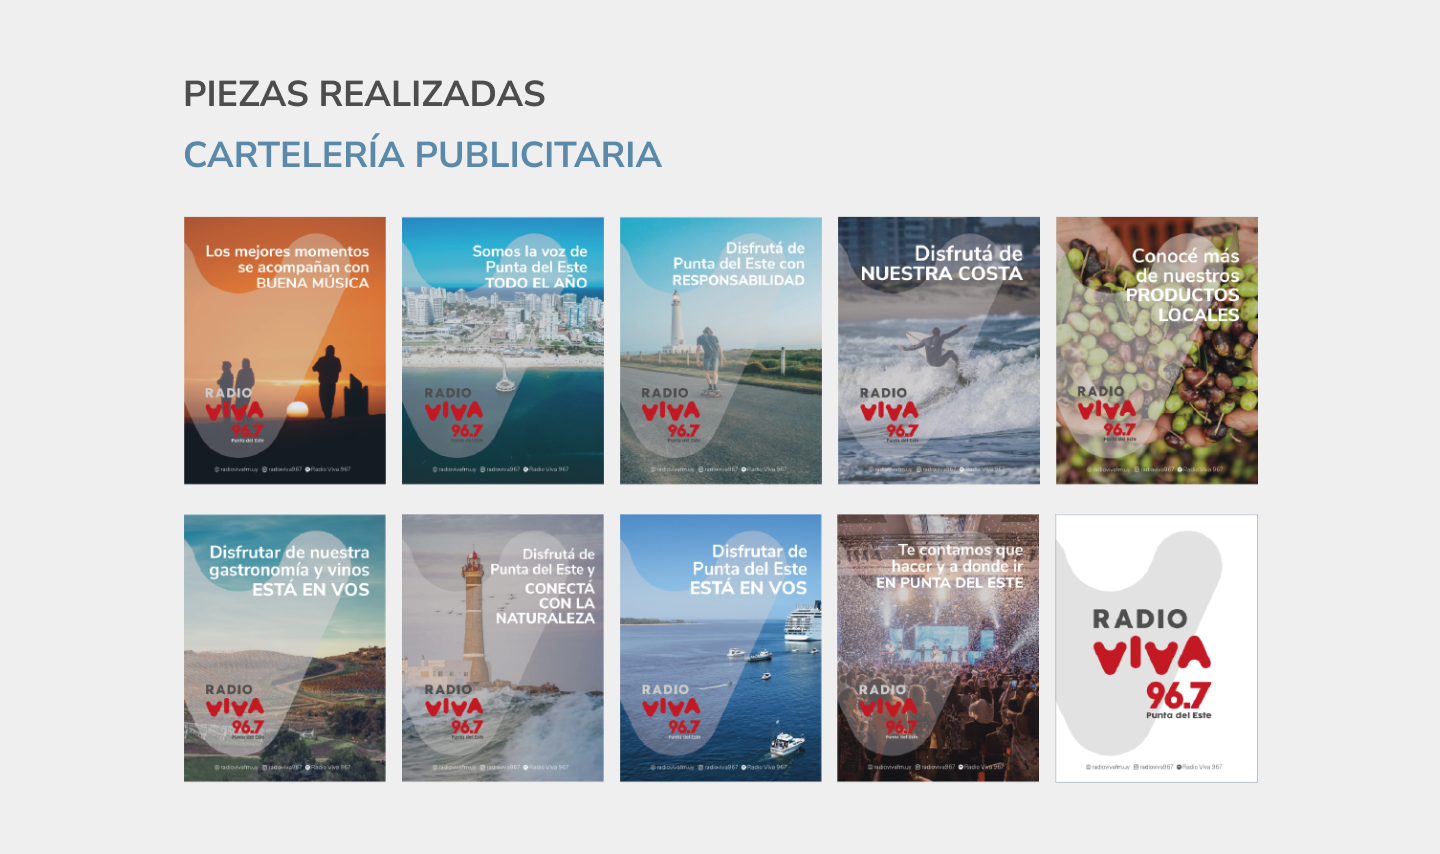 PIEZAS REALIZADAS
CARTELERÍA PUBLICITARIA
Los mejores momentos
se acompañan con
BUENA MÚSICA
RADIO
VIVA
96.7
Punta del Este
radiovivafm.uy radioviva967 Radio Viva 967
Somos la voz de
Punta del Este
TODO EL AÑO
RADIO
VIVA
96.7
Punta del Este
radiovivafm.uy radioviva967 Radio Viva 967
Disfrutá de
Punta del Este con
RESPONSABILIDAD
RADIO
VIVA
96.7
Punta del Este
radiovivafm.uy radioviva967 Radio Viva 967
Disfrutá de
NUESTRA COSTA
RADIO
VIVA
96.7
Punta del Este
radiovivafm.uy radioviva967 Radio Viva 967
Conocé más
de nuestros
PRODUCTOS
LOCALES
RADIO
VIVA
96.7
Punta del Este
radiovivafm.uy radioviva967 Radio Viva 967
Disfrutar de nuestra
gastronomía y vinos
ESTÁ EN VOS
RADIO
VIVA
96.7
Punta del Este
radiovivafm.uy radioviva967 Radio Viva 967
Disfrutá de
Punta del Este y
CONECTÁ
CON LA
NATURALEZA
RADIO
VIVA
96.7
Punta del Este
radiovivafm.uy radioviva967 Radio Viva 967
Disfrutar de
Punta del Este
ESTÁ EN VOS
RADIO
VIVA
96.7
Punta del Este
radiovivafm.uy radioviva967 Radio Viva 967
Te contamos que
hacer y a donde ir
EN PUNTA DEL ESTE
RADIO
VIVA
96.7
Punta del Este
radiovivafm.uy radioviva967 Radio Viva 967
RADIO
VIVA
96.7
Punta del Este
radiovivafm.uy radioviva967 Radio Viva 967